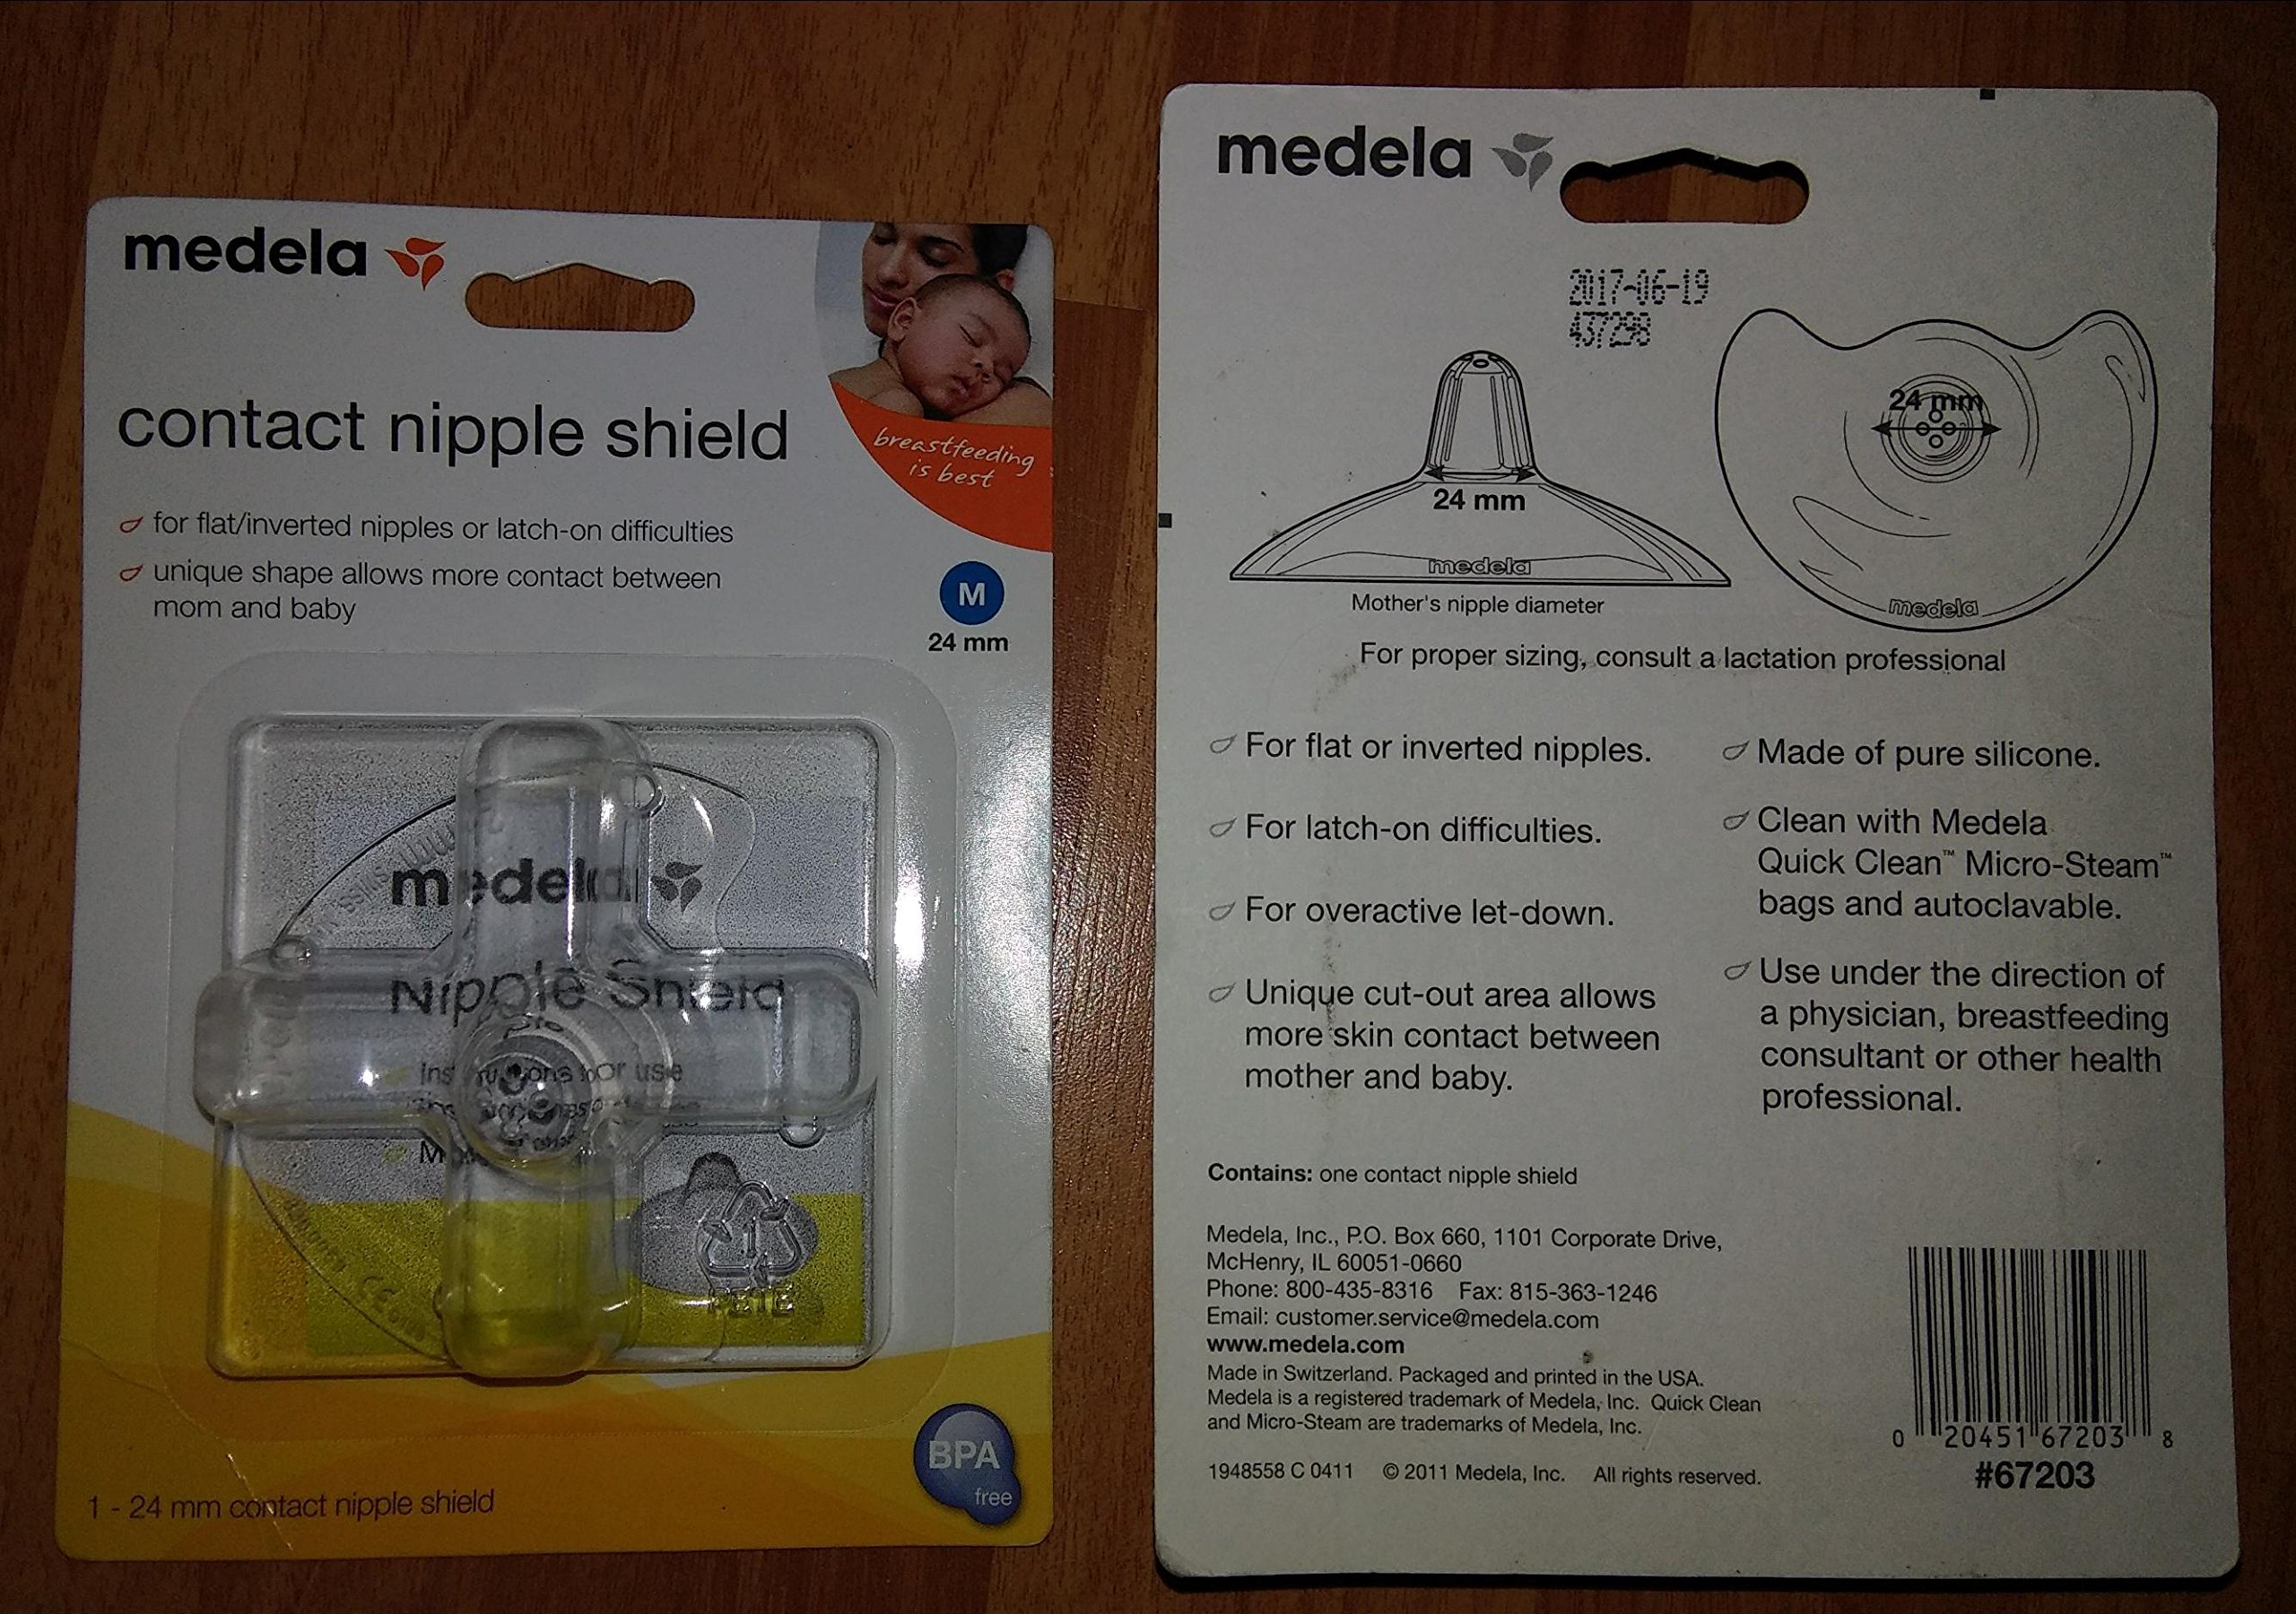 medela
contact nipple shield
for flat/inverted nipples or latch-on difficulties
unique shape allows more contact between
mom and baby
breastfeeding
is best
M
24 mm
medela
Nipple Shield
Instructions for use
1
PETE
CE
BPA
free
1 - 24 mm contact nipple shield
medela
2017-06-19
437298
24 mm
medela
Mother's nipple diameter
24 mm
medela
For proper sizing, consult a lactation professional
For flat or inverted nipples.
For latch-on difficulties.
For overactive let-down.
Unique cut-out area allows
more skin contact between
mother and baby.
Made of pure silicone.
Clean with Medela
Quick Clean™ Micro-Steam™
bags and autoclavable.
Use under the direction of
a physician, breastfeeding
consultant or other health
professional.
Contains: one contact nipple shield
Medela, Inc., P.O. Box 660, 1101 Corporate Drive,
McHenry, IL 60051-0660
Phone: 800-435-8316 Fax: 815-363-1246
Email: customer.service@medela.com
www.medela.com
Made in Switzerland. Packaged and printed in the USA.
Medela is a registered trademark of Medela, Inc. Quick Clean
and Micro-Steam are trademarks of Medela, Inc.
1948558 C 0411 © 2011 Medela, Inc. All rights reserved.
0 20451 67203 8
#67203